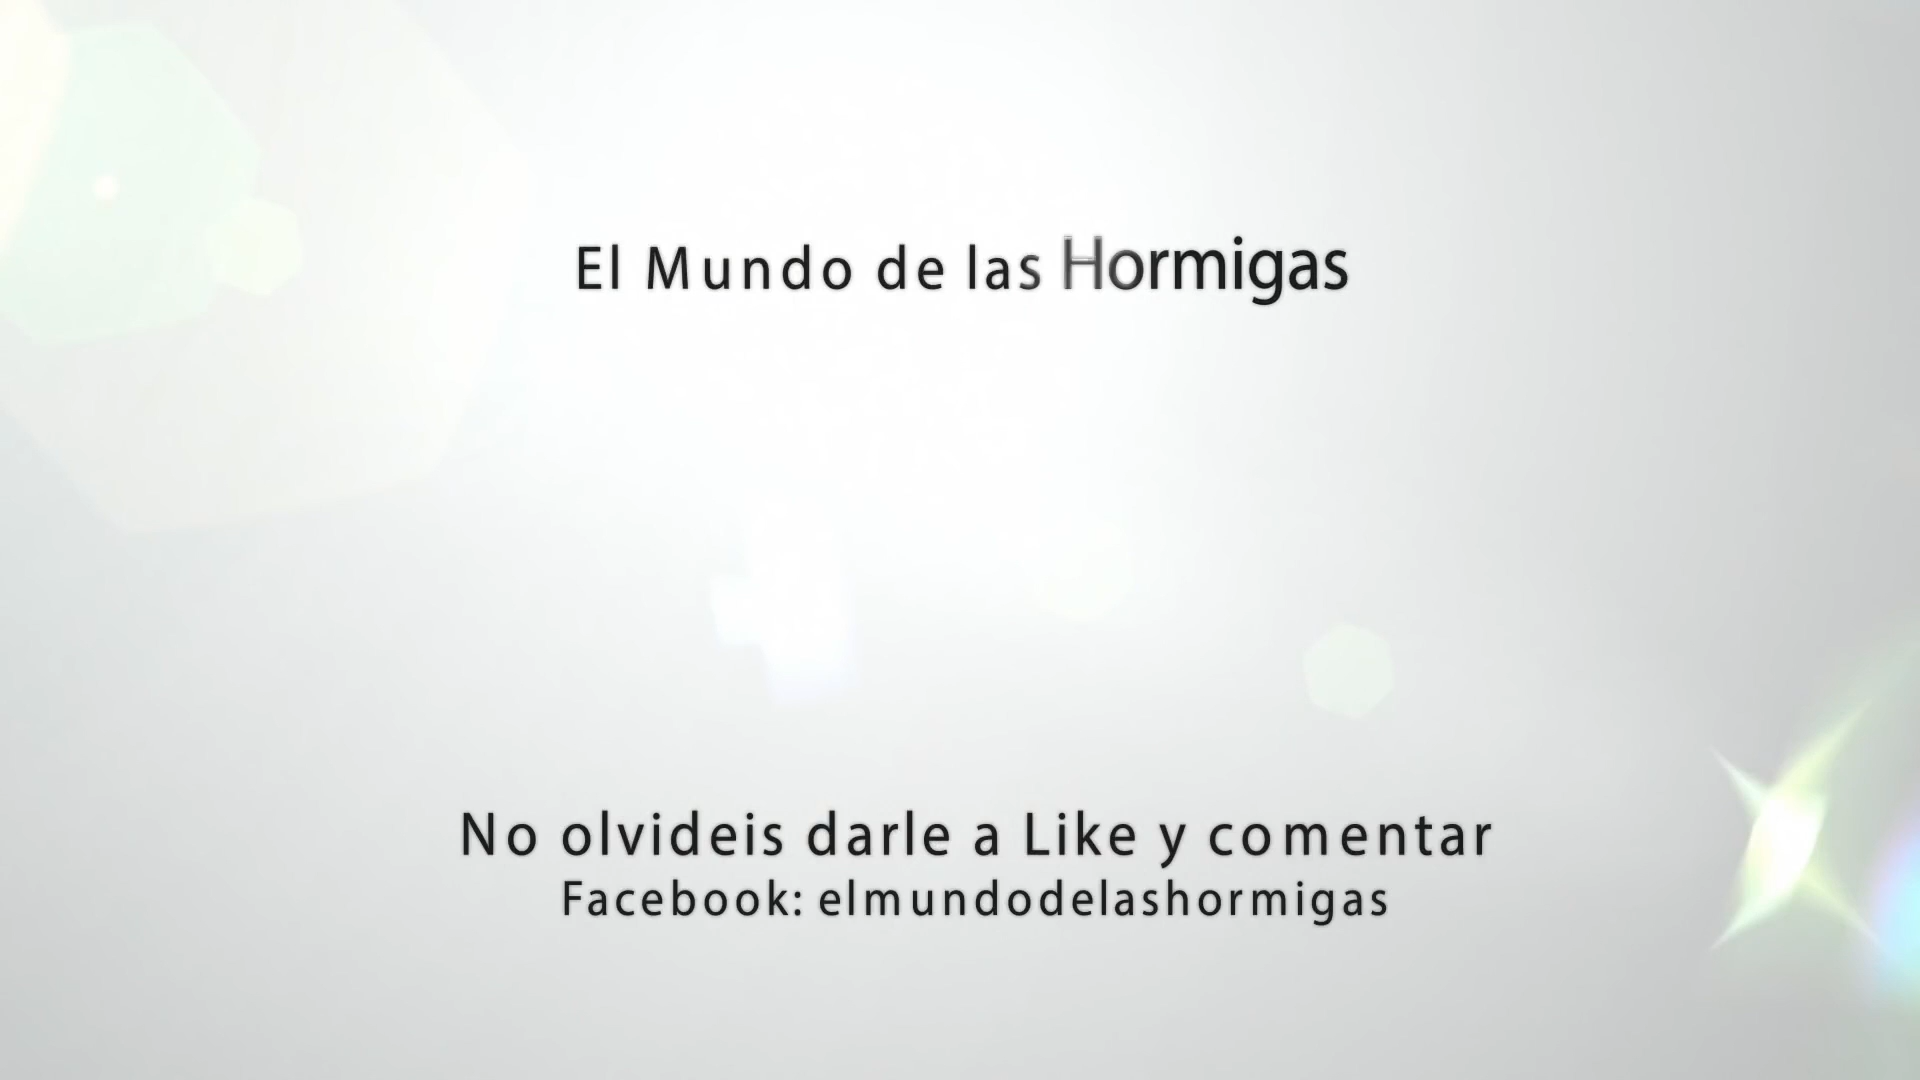 El Mundo de las Hormigas
No olvideis darle a Like y comentar
Facebook: elmundodelashormigas